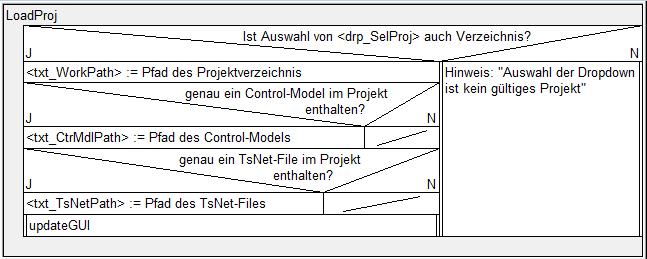 LoadProj
Ist Auswahl von <drp_SelProj> auch Verzeichnis?
J
N
<txt_WorkPath> := Pfad des Projektverzeichnis
genau ein Control-Model im Projekt
enthalten?
J
N
<txt_CtrMdlPath> := Pfad des Control-Models
genau ein TsNet-File im Projekt
enthalten?
J
N
<txt_TsNetPath> := Pfad des TsNet-Files
updateGUI
Hinweis: "Auswahl der Dropdown
ist kein gültiges Projekt"